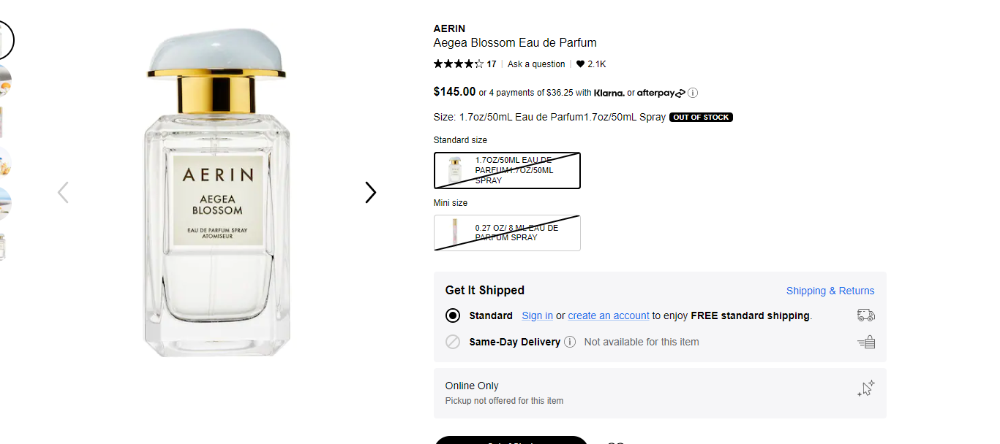 AERIN
Aegea Blossom Eau de Parfum
17 | Ask a question | 2.1K
$145.00 or 4 payments of $36.25 with Klarna. or afterpay
Size: 1.7oz/50mL Eau de Parfum1.7oz/50mL Spray OUT OF STOCK
Standard size
1.7OZ/50ML EAU DE
PARFUM1.7OZ/50ML
SPRAY
Mini size
0.27 OZ/ 8 ML EAU DE
PARFUM SPRAY
Get It Shipped
Shipping & Returns
Standard Sign in or create an account to enjoy FREE standard shipping.
Same-Day Delivery Not available for this item
Online Only
Pickup not offered for this item
AERIN
AEGEA
BLOSSOM
EAU DE PARFUM SPRAY
ATOMISEUR